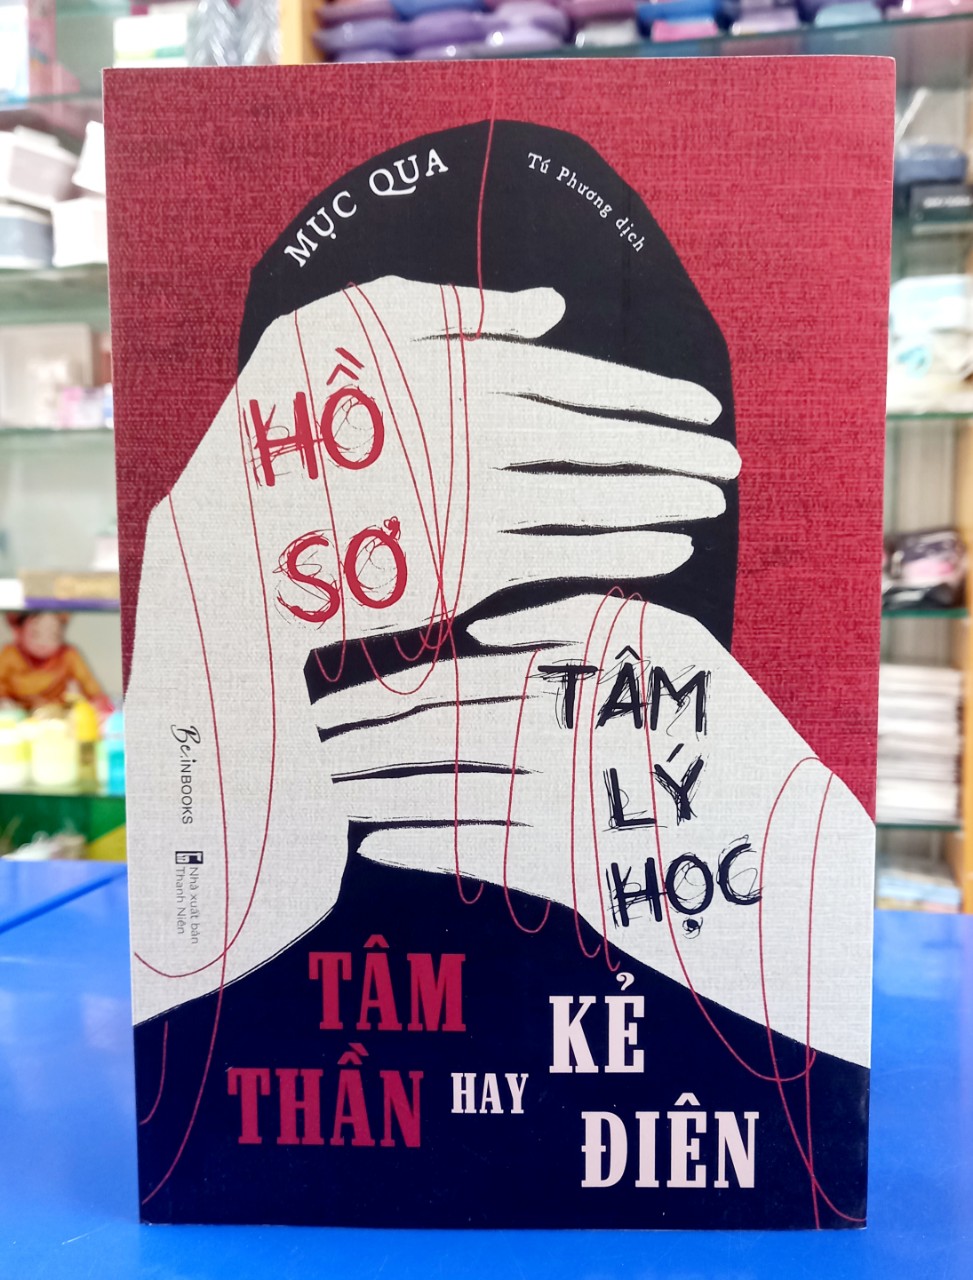 MỤC QUA
Tú Phương dịch
HỒ
SƠ
TÂM
LÝ
HỌC
Be.INBOOKS
Nhà xuất bản
Thanh Niên
TÂM
THẦN
HAY
KẺ
ĐIÊN